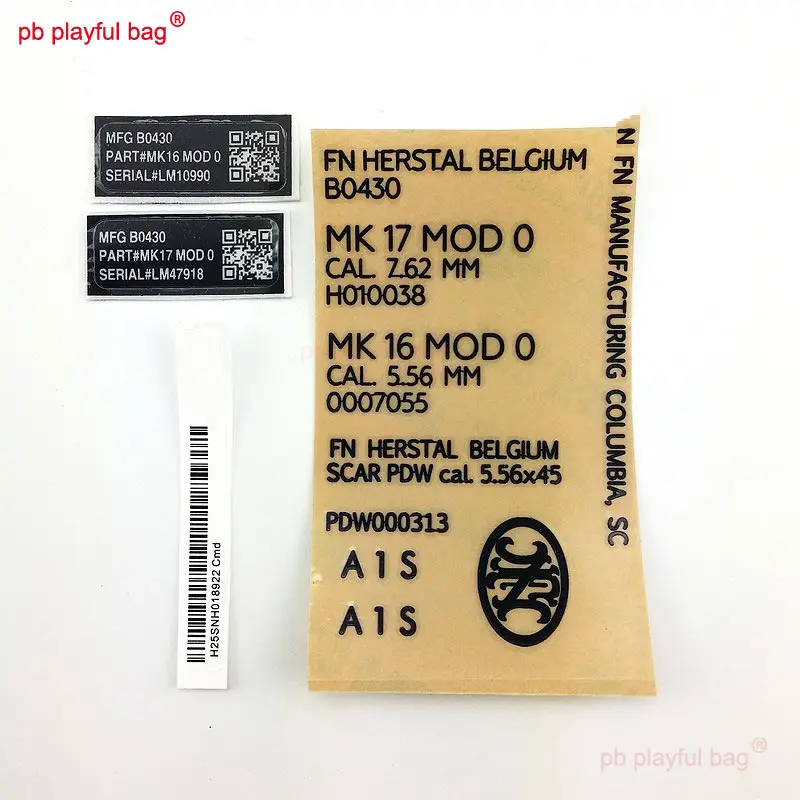 pb playful bag®
MFG B0430
PART#MK16 MOD 0
SERIAL#LM10990
MFG B0430
PART#MK17 MOD 0
SERIAL#LM47918
H25SNH018922 Cmd
FN HERSTAL BELGIUM
B0430
MK 17 MOD 0
CAL. 7.62 MM
H010038
MK 16 MOD 0
CAL. 5.56 MM
0007055
FN HERSTAL BELGIUM
SCAR PDW cal. 5.56x45
PDW000313
A1S
A1S
FN
N FN MANUFACTURING COLUMBIA, SC
pb playful bag®